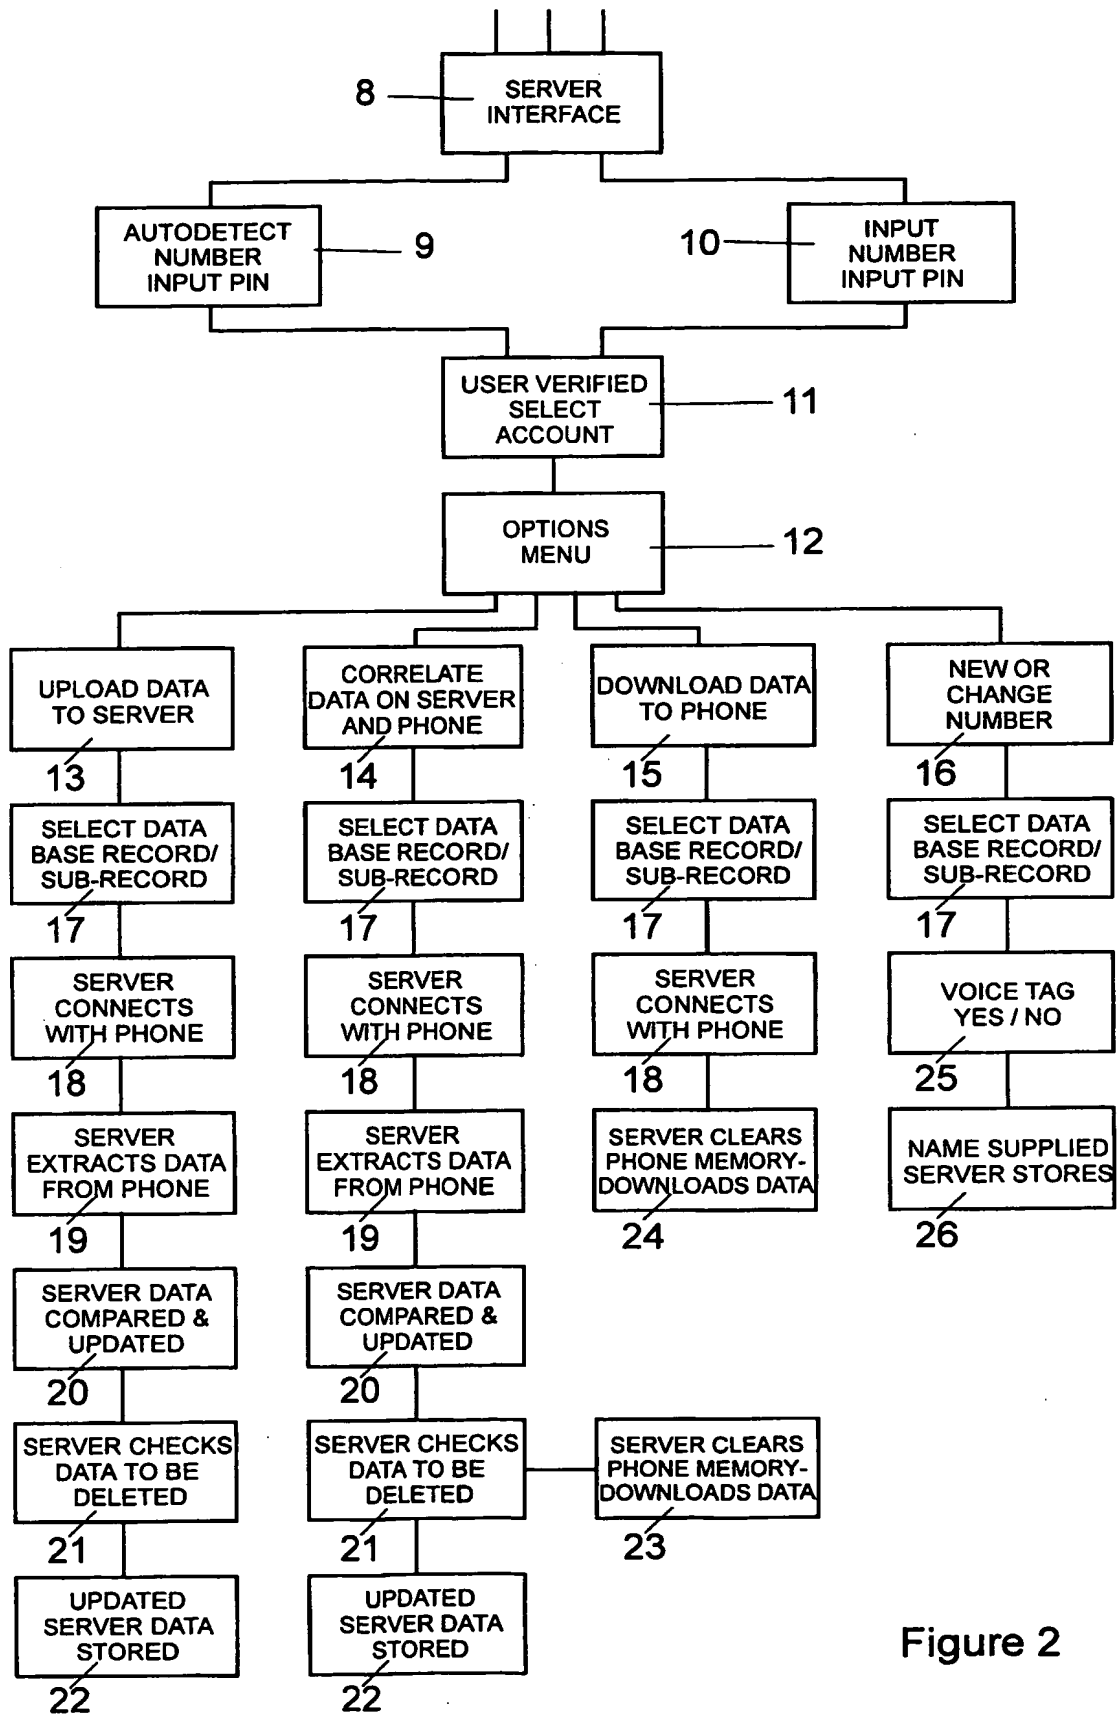 8
SERVER
INTERFACE
AUTODETECT
NUMBER
INPUT PIN
9
10
INPUT
NUMBER
INPUT PIN
USER VERIFIED
SELECT
ACCOUNT
11
OPTIONS
MENU
12
UPLOAD DATA
TO SERVER
13
CORRELATE
DATA ON SERVER
AND PHONE
14
DOWNLOAD DATA
TO PHONE
15
NEW OR
CHANGE
NUMBER
16
SELECT DATA
BASE RECORD/
SUB-RECORD
17
SELECT DATA
BASE RECORD/
SUB-RECORD
17
SELECT DATA
BASE RECORD/
SUB-RECORD
17
SELECT DATA
BASE RECORD/
SUB-RECORD
17
SERVER
CONNECTS
WITH PHONE
18
SERVER
CONNECTS
WITH PHONE
18
SERVER
CONNECTS
WITH PHONE
18
VOICE TAG
YES / NO
25
SERVER
EXTRACTS DATA
FROM PHONE
19
SERVER
EXTRACTS DATA
FROM PHONE
19
SERVER CLEARS
PHONE MEMORY-
DOWNLOADS DATA
24
NAME SUPPLIED
SERVER STORES
26
SERVER DATA
COMPARED &
UPDATED
20
SERVER DATA
COMPARED &
UPDATED
20
SERVER CHECKS
DATA TO BE
DELETED
21
SERVER CHECKS
DATA TO BE
DELETED
21
SERVER CLEARS
PHONE MEMORY-
DOWNLOADS DATA
23
UPDATED
SERVER DATA
STORED
22
UPDATED
SERVER DATA
STORED
22
Figure 2